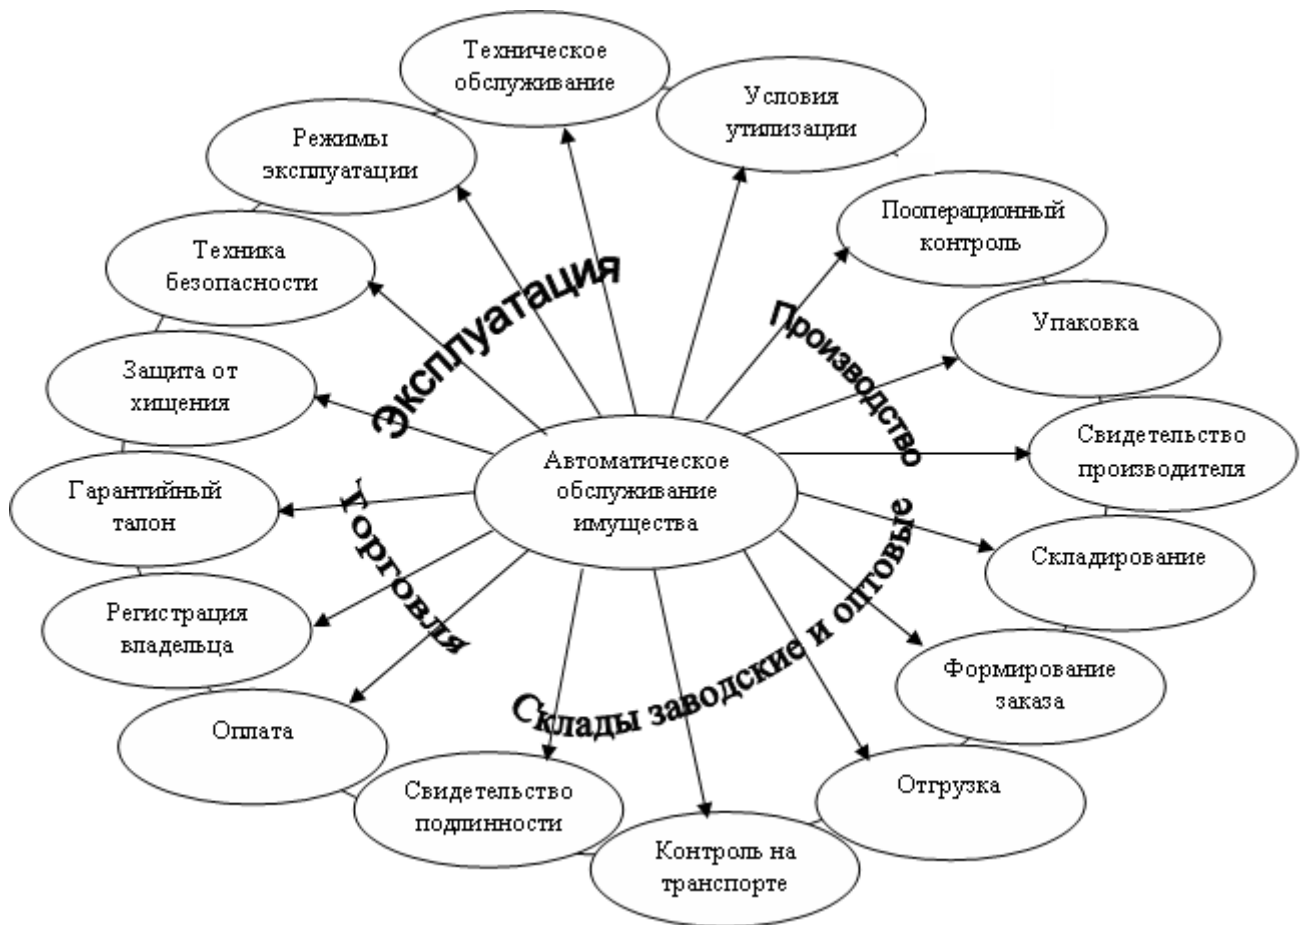 Техническое
обслуживание
Условия
утилизации
Режимы
эксплуатации
Пооперационный
контроль
Техника
безопасности
Эксплуатация
Производство
Упаковка
Защита от
хищения
Свидетельство
производителя
Автоматическое
обслуживание
имущества
Гарантийный
талон
Торговля
Склады заводские и оптовые
Складирование
Регистрация
владельца
Формирование
заказа
Оплата
Отгрузка
Свидетельство
подлинности
Контроль на
транспорте